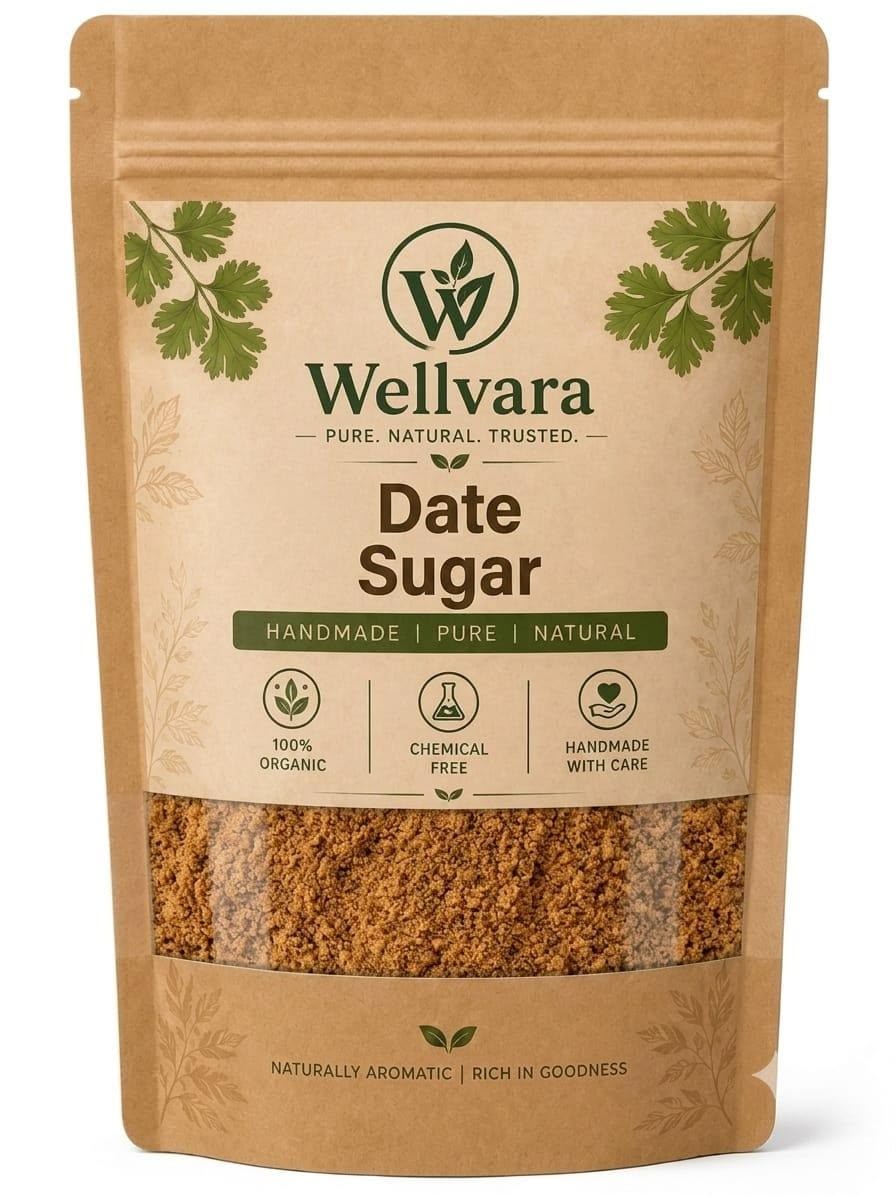 Wellvara
PURE. NATURAL. TRUSTED.
Date
Sugar
HANDMADE | PURE | NATURAL
100%
ORGANIC
CHEMICAL
FREE
HANDMADE
WITH CARE
NATURALLY AROMATIC | RICH IN GOODNESS